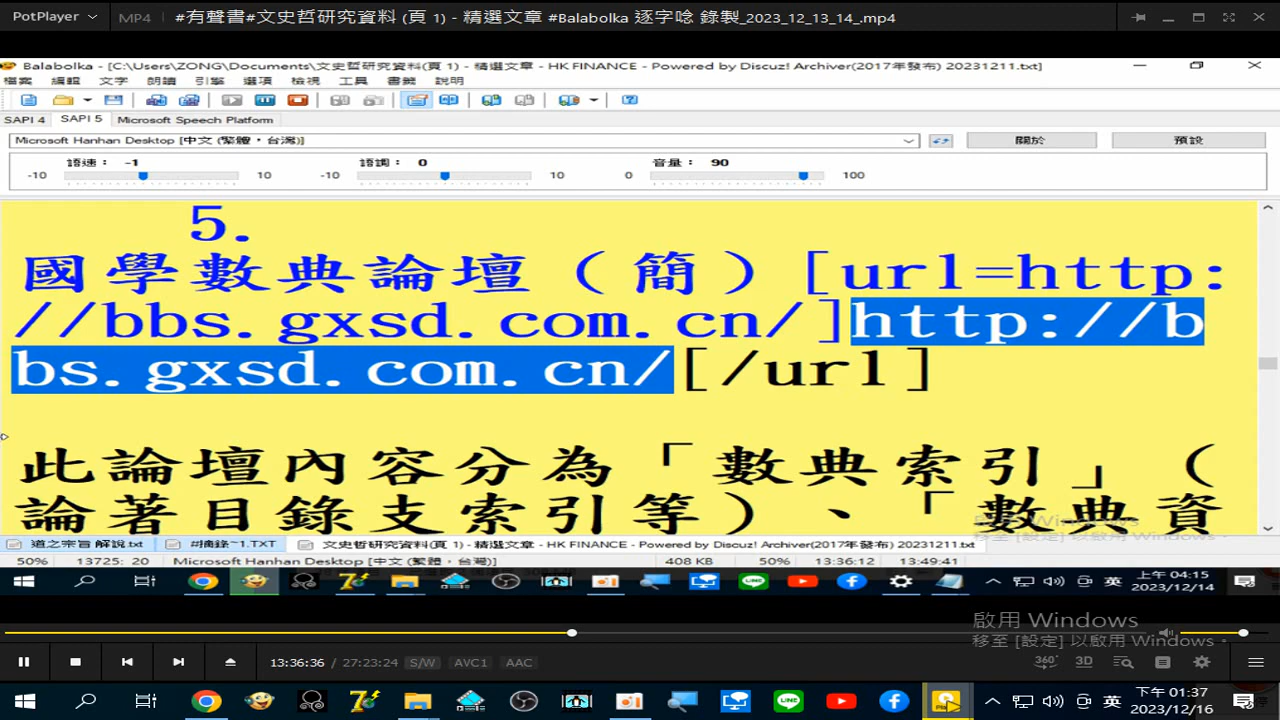 PotPlayer MP4 #有聲書#文史哲研究資料 (頁 1) - 精選文章 #Balabolka 逐字唸 錄製_2023_12_13_14_.mp4
Balabolka - [C:\Users\ZONG\Documents\文史哲研究資料(頁 1) - 精選文章 - HK FINANCE - Powered by Discuz! Archiver(2017年發布) 20231211.txt]
檔案 編輯 文字 朗讀 引擎 選項 檢視 工具 書籤 說明
SAPI 4 SAPI 5 Microsoft Speech Platform
Microsoft Hanhan Desktop [中文 (繁體，台灣)] 關於 預設
語速： -1 語調： 0 音量： 90
-10 10 -10 10 0 100
5.
國學數典論壇（簡）[url=http:
//bbs.gxsd.com.cn/]http://b
bs.gxsd.com.cn/[/url]
此論壇內容分為「數典索引」（
論著目錄支索引等）、「數典資
啟用 Windows
移至 [設定] 以啟用 Windows。
道之宗旨 解說.txt #摘錄~1.TXT 文史哲研究資料(頁 1) - 精選文章 - HK FINANCE - Powered by Discuz! Archiver(2017年發布) 20231211.txt
50% 13725: 20 Microsoft Hanhan Desktop [中文 (繁體，台灣)] 408 KB 50% 13:36:12 13:49:41
英 上午 04:15
2023/12/14
啟用 Windows
移至 [設定] 以啟用 Windows。
13:36:36 / 27:23:24 S/W AVC1 AAC 360° 3D
英 下午 01:37
2023/12/16